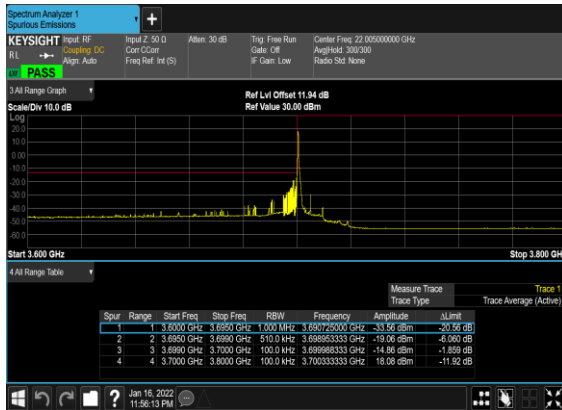 Spectrum Analyzer 1
Spurious Emissions
KEYSIGHT Input: RF Input Z: 50 Ω Atten: 30 dB Trig: Free Run Center Freq: 22.005000000 GHz
RL Coupling: DC Corr CCorr Gate: Off Avg|Hold: 300/300
Align: Auto Freq Ref: Int (S) IF Gain: Low Radio Std: None
PASS
3 All Range Graph
Ref Lvl Offset 11.94 dB
Scale/Div 10.0 dB Ref Value 30.00 dBm
Log
20.0
10.0
0.00
-10.0
-20.0
-30.0
-40.0
-50.0
-60.0
Start 3.600 GHz Stop 3.800 GH
4 All Range Table
Measure Trace Trace 1
Trace Type Trace Average (Active)
Spur Range Start Freq Stop Freq RBW Frequency Amplitude ΔLimit
1 1 3.6000 GHz 3.6950 GHz 1.000 MHz 3.690725000 GHz -33.56 dBm -20.56 dB
2 2 3.6950 GHz 3.6990 GHz 510.0 kHz 3.698953333 GHz -19.06 dBm -6.060 dB
3 3 3.6990 GHz 3.7000 GHz 100.0 kHz 3.699988333 GHz -14.86 dBm -1.859 dB
4 4 3.7000 GHz 3.8000 GHz 100.0 kHz 3.700333333 GHz 18.08 dBm -11.92 dB
Jan 16, 2022
11:56:13 PM